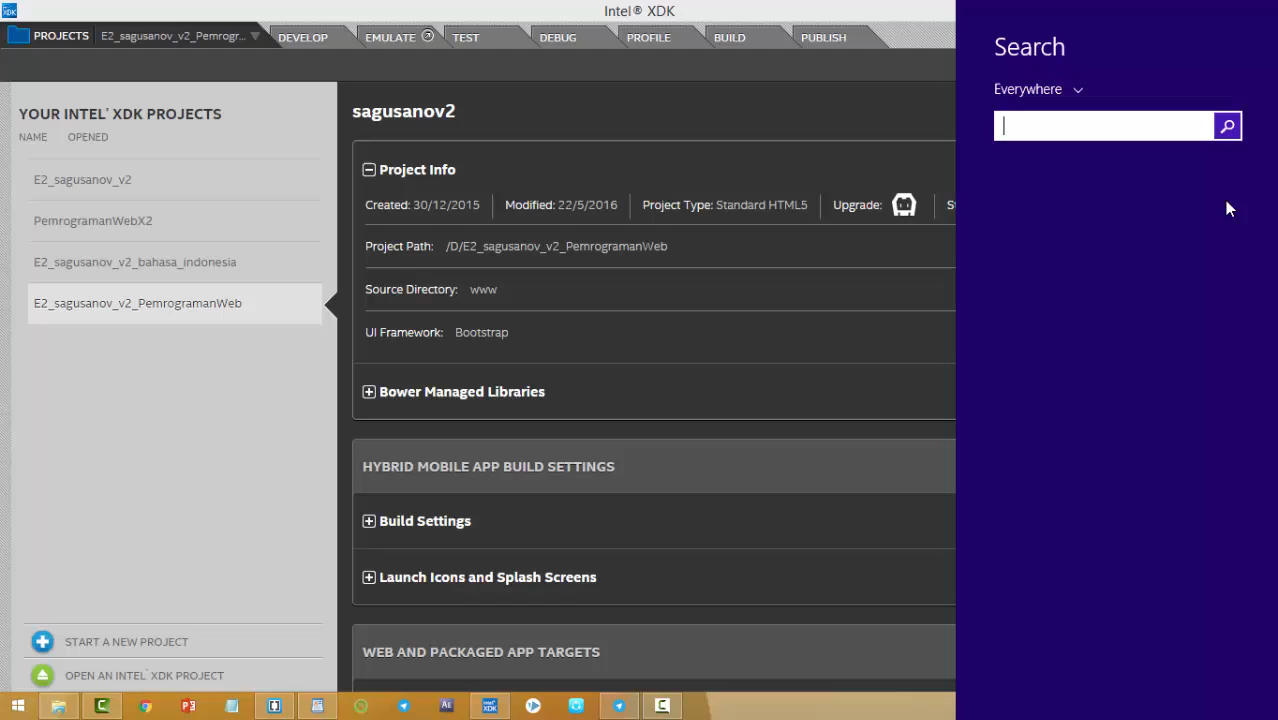 Intel® XDK
PROJECTS E2_sagusanov_v2_Pemrogr... DEVELOP EMULATE TEST DEBUG PROFILE BUILD PUBLISH
YOUR INTEL® XDK PROJECTS
NAME OPENED
E2_sagusanov_v2
PemrogramanWebX2
E2_sagusanov_v2_bahasa_indonesia
E2_sagusanov_v2_PemrogramanWeb
START A NEW PROJECT
OPEN AN INTEL® XDK PROJECT
sagusanov2
Project Info
Created: 30/12/2015 Modified: 22/5/2016 Project Type: Standard HTML5 Upgrade:
Project Path: /D/E2_sagusanov_v2_PemrogramanWeb
Source Directory: www
UI Framework: Bootstrap
Bower Managed Libraries
HYBRID MOBILE APP BUILD SETTINGS
Build Settings
Launch Icons and Splash Screens
WEB AND PACKAGED APP TARGETS
Search
Everywhere